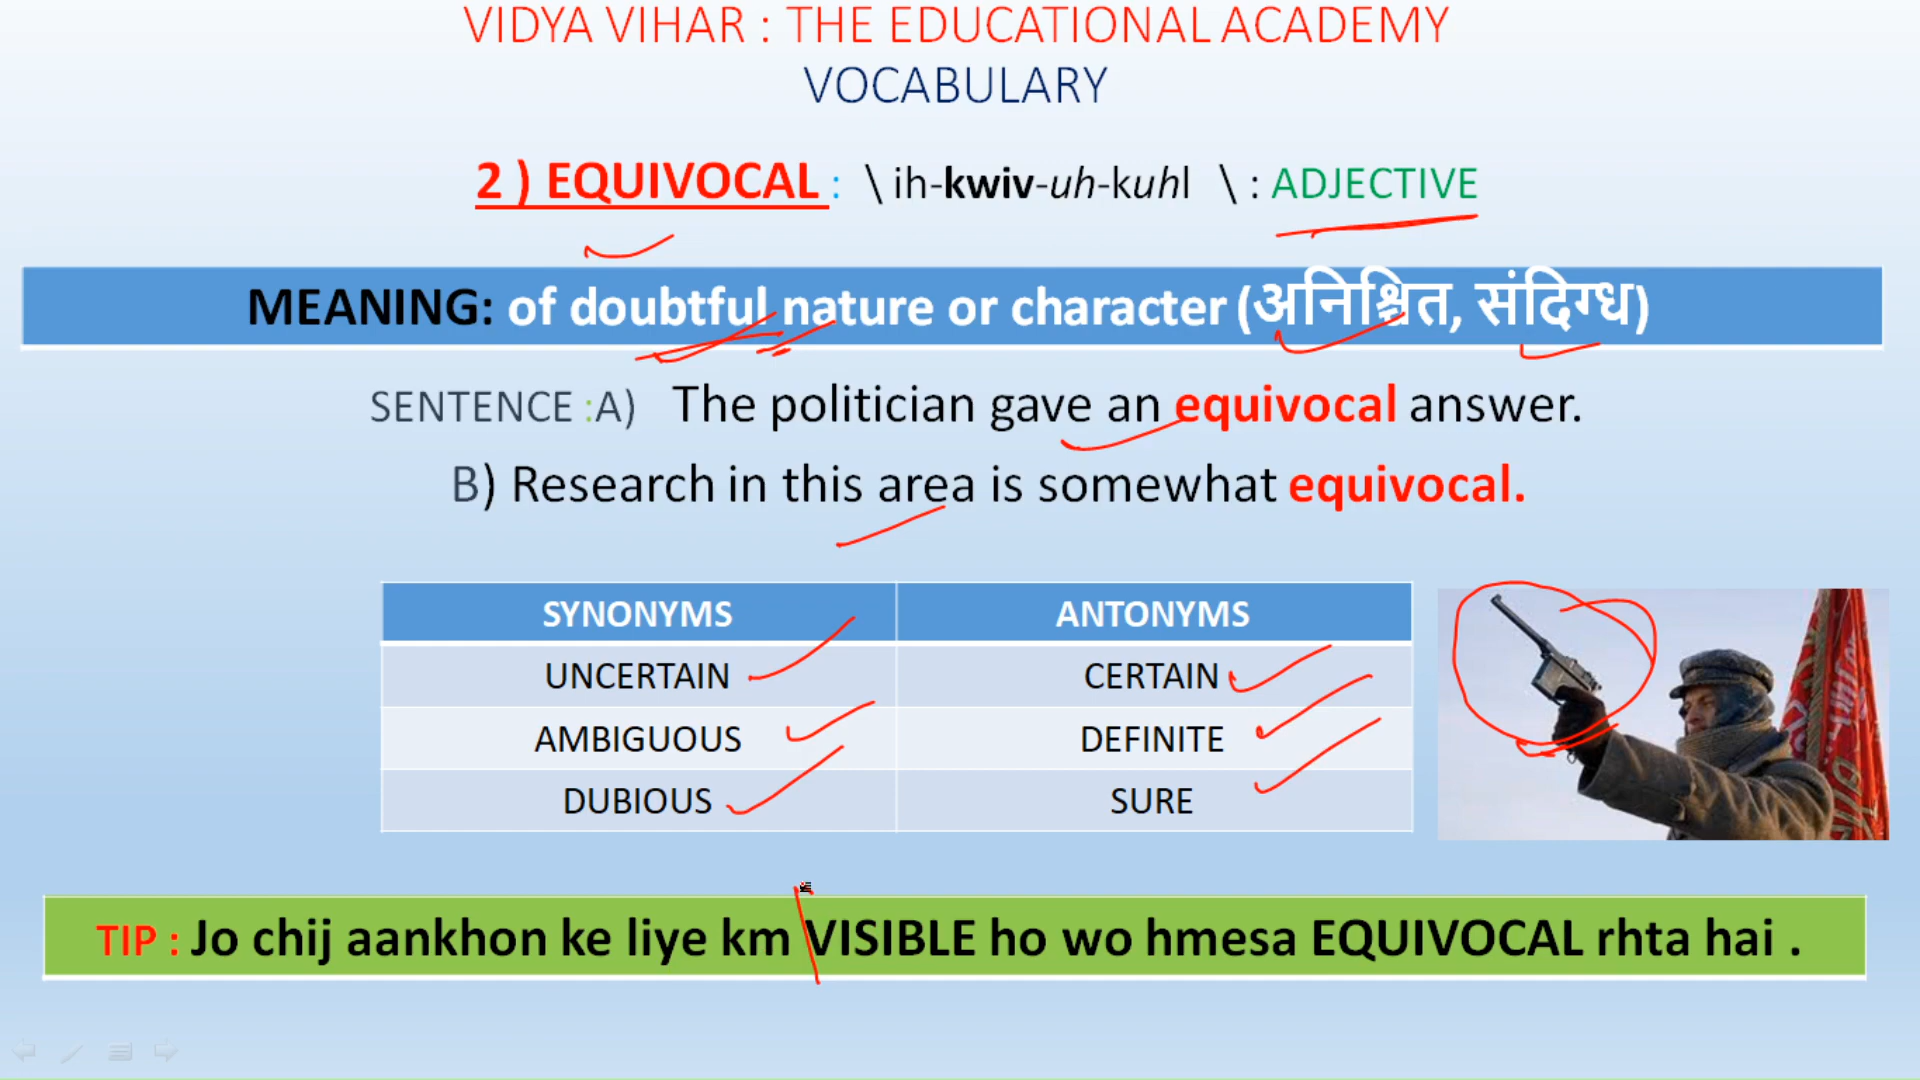 VIDYA VIHAR : THE EDUCATIONAL ACADEMY
VOCABULARY
2 ) EQUIVOCAL : \ ih-kwiv-uh-kuhl \ : ADJECTIVE
MEANING: of doubtful nature or character (अनिश्चित, संदिग्ध)
SENTENCE :A) The politician gave an equivocal answer.
B) Research in this area is somewhat equivocal.
SYNONYMS ANTONYMS
UNCERTAIN CERTAIN
AMBIGUOUS DEFINITE
DUBIOUS SURE
TIP : Jo chij aankhon ke liye km VISIBLE ho wo hmesa EQUIVOCAL rhta hai .